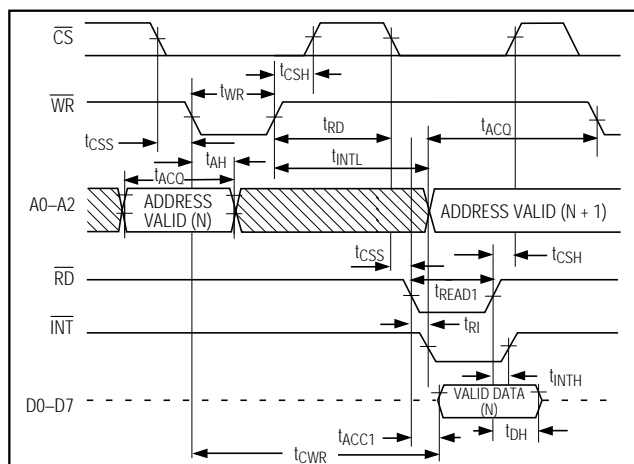 CS
tCSH
tWR
WR
tRD
tACQ
tCSS
tAH
tINTL
tACQ
A0–A2
ADDRESS
VALID (N)
ADDRESS VALID (N + 1)
tCSS
tCSH
RD
tREAD1
tRI
INT
tINTH
VALID DATA
(N)
D0–D7
tACC1
tDH
tCWR